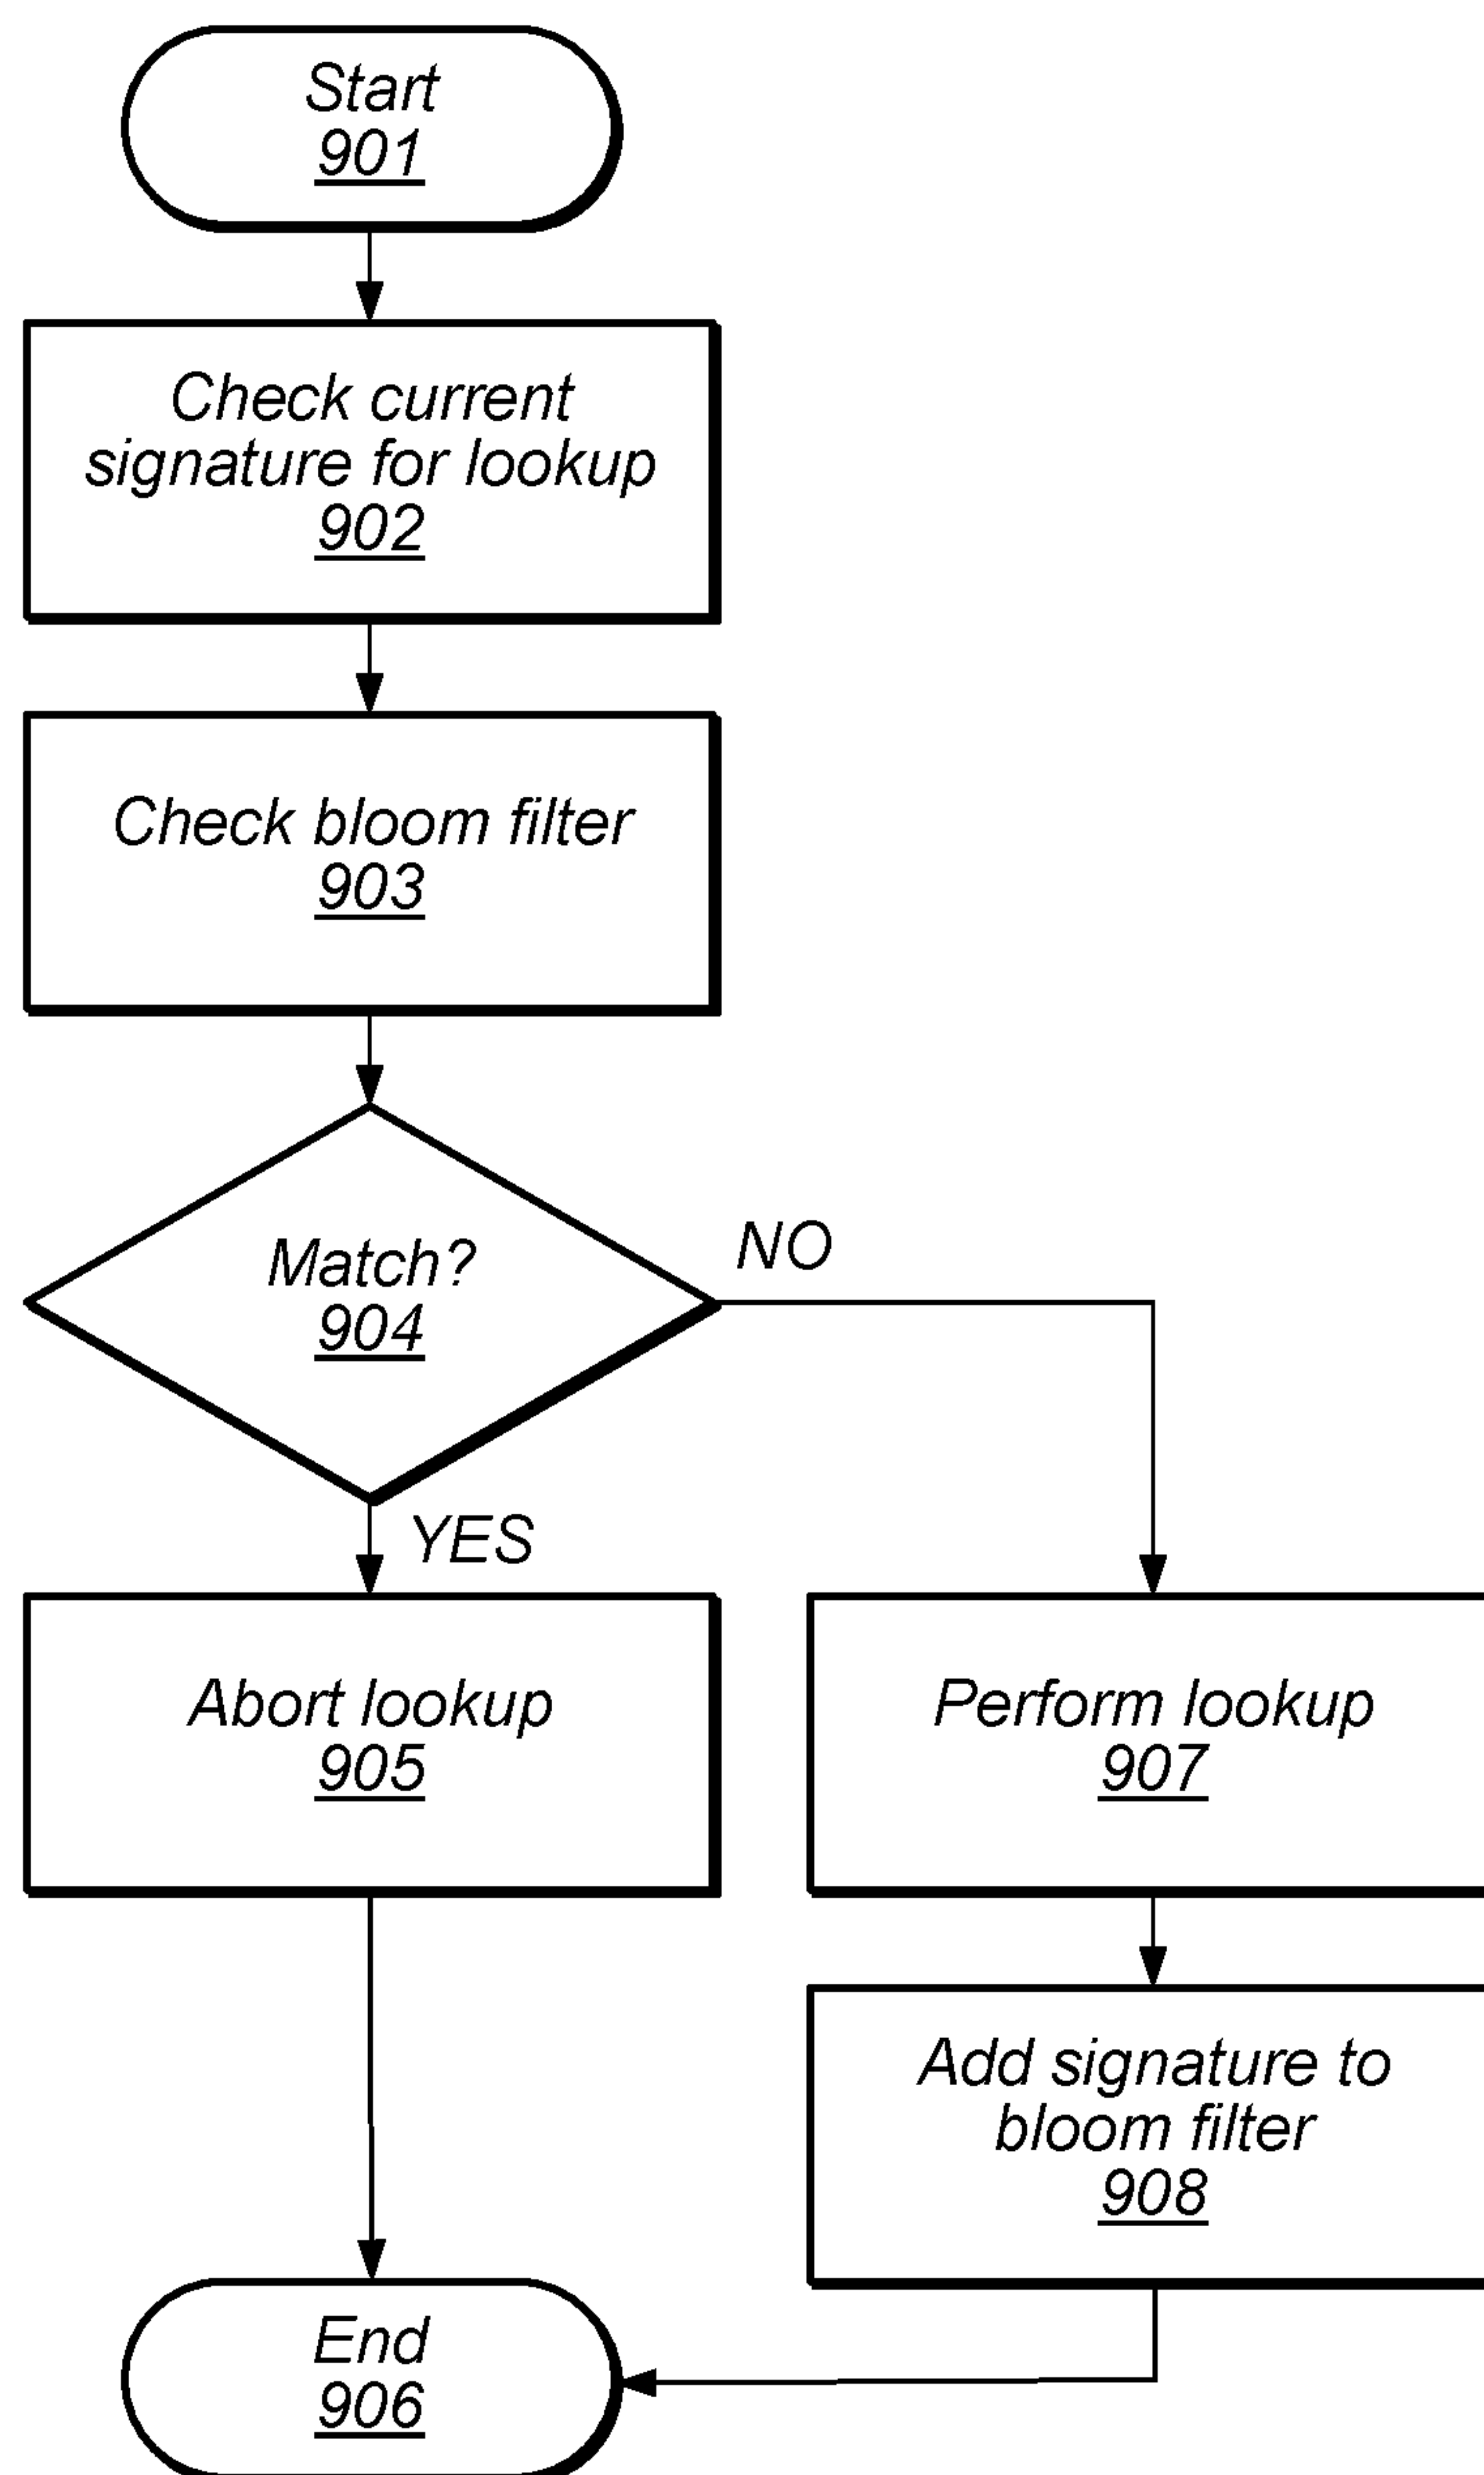 Start
901
Check current
signature for lookup
902
Check bloom filter
903
Match?
904
NO
YES
Abort lookup
905
Perform lookup
907
Add signature to
bloom filter
908
End
906